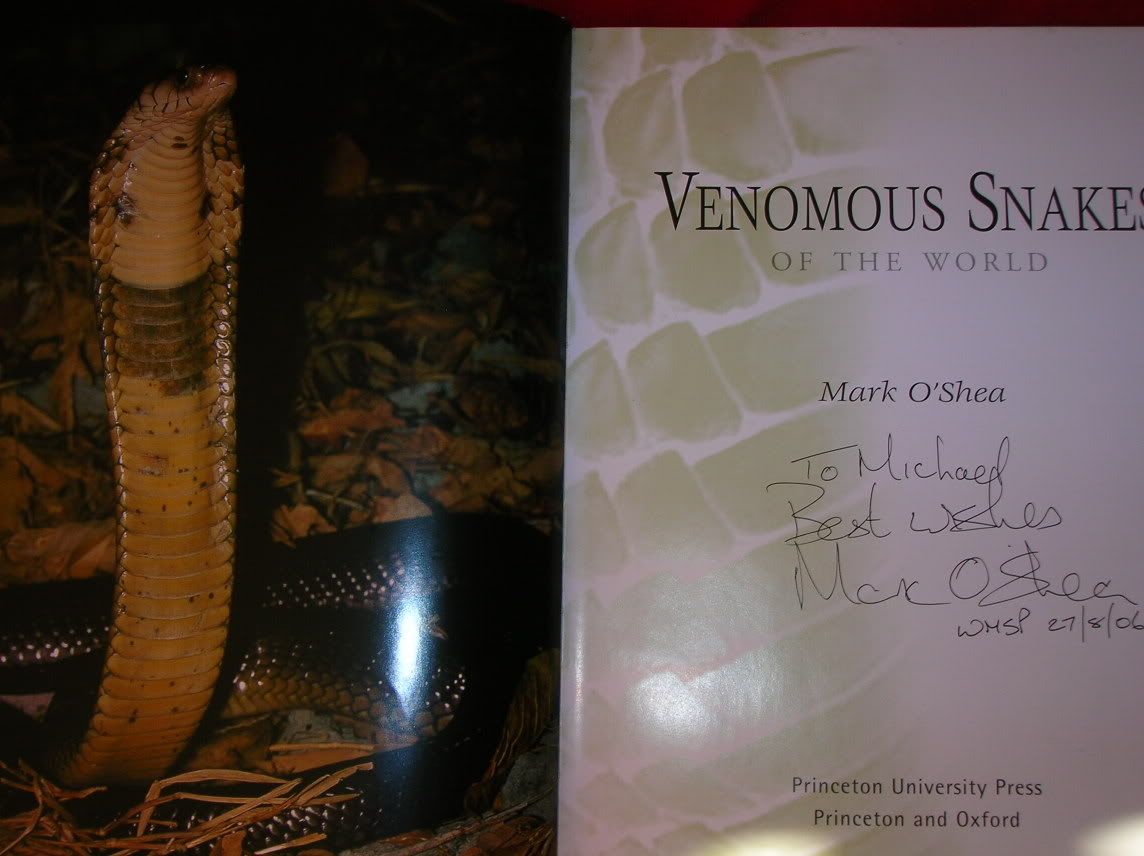 VENOMOUS SNAKES
OF THE WORLD
Mark O'Shea
To Michael
Best wishes
Mark O'Shea
WMSP 27/8/06
Princeton University Press
Princeton and Oxford